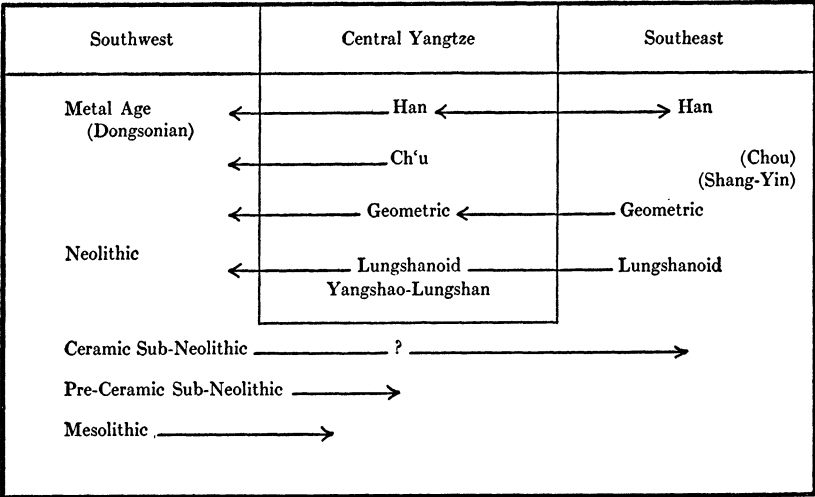 Southwest Central Yangtze Southeast
Metal Age Han Han
(Dongsonian)
Ch‘u (Chou)
(Shang-Yin)
Geometric Geometric
Neolithic
Lungshanoid Lungshanoid
Yangshao-Lungshan
Ceramic Sub-Neolithic ?
Pre-Ceramic Sub-Neolithic
Mesolithic